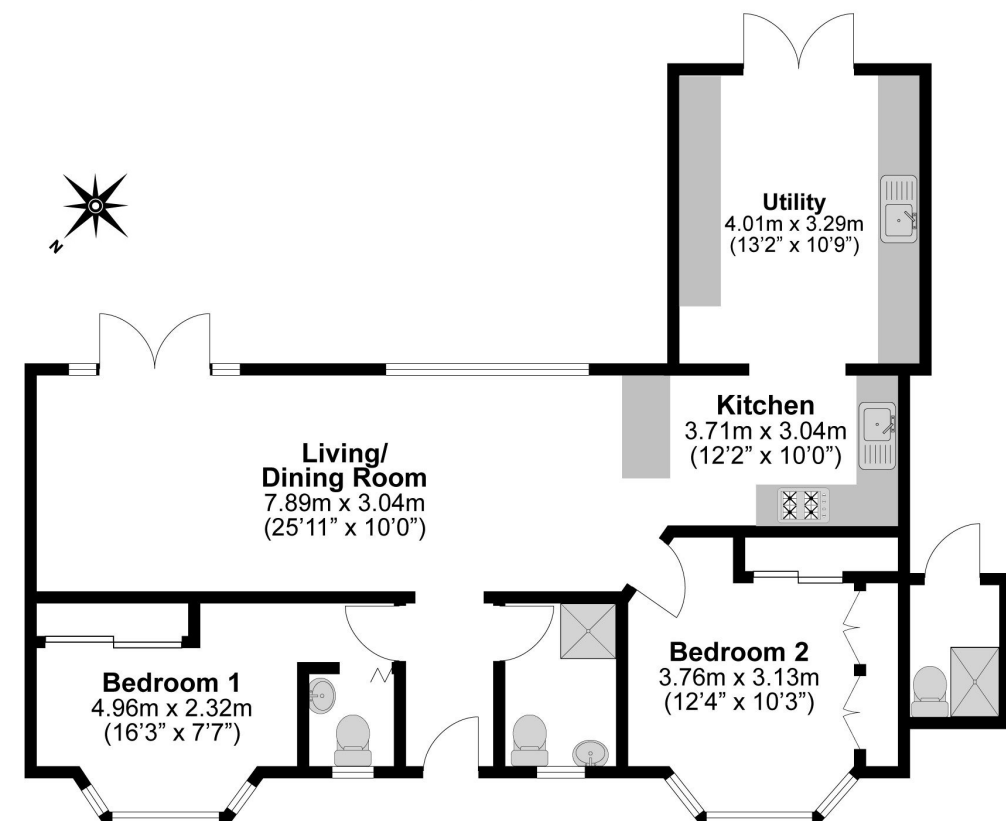 Utility
4.01m x 3.29m
(13’2” x 10’9”)
N
Kitchen
3.71m x 3.04m
(12’2” x 10’0”)
Living/
Dining Room
7.89m x 3.04m
(25’11” x 10’0”)
Bedroom 1
4.96m x 2.32m
(16’3” x 7’7”)
Bedroom 2
3.76m x 3.13m
(12’4” x 10’3”)